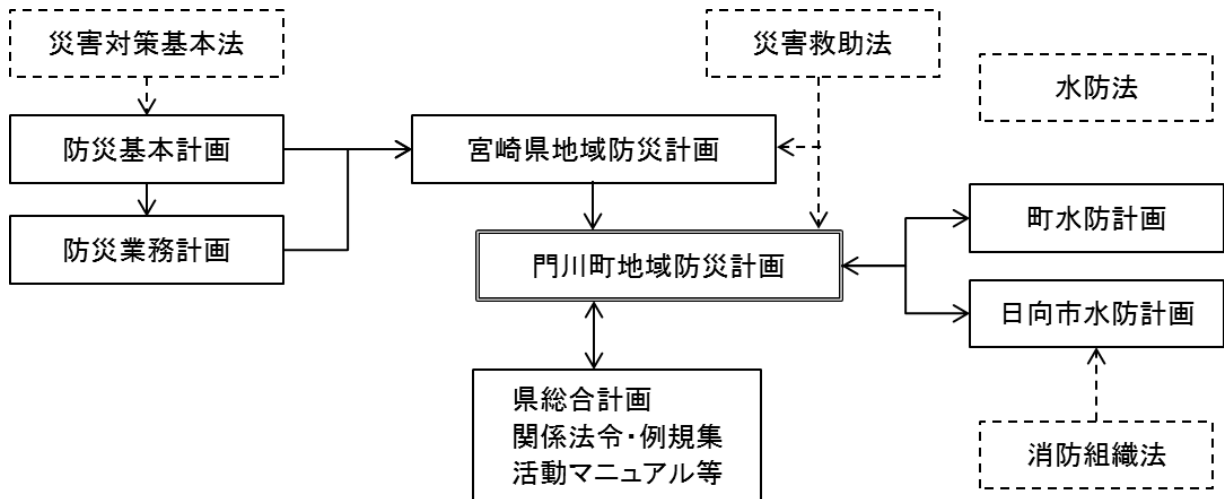 災害対策基本法
災害救助法
水防法
防災基本計画
宮崎県地域防災計画
防災業務計画
町水防計画
門川町地域防災計画
日向市水防計画
県総合計画
関係法令・例規集
活動マニュアル等
消防組織法